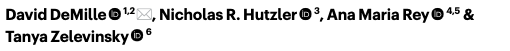 David DeMille 1,2, Nicholas R. Hutzler 3, Ana Maria Rey 4,5 &
Tanya Zelevinsky 6